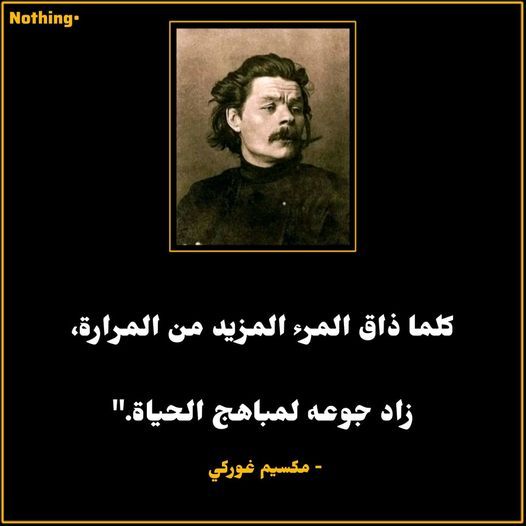 Nothing•
كلما ذاق المرء المزيد من المرارة،
زاد جوعه لمباهج الحياة."
- مكسيم غوركي